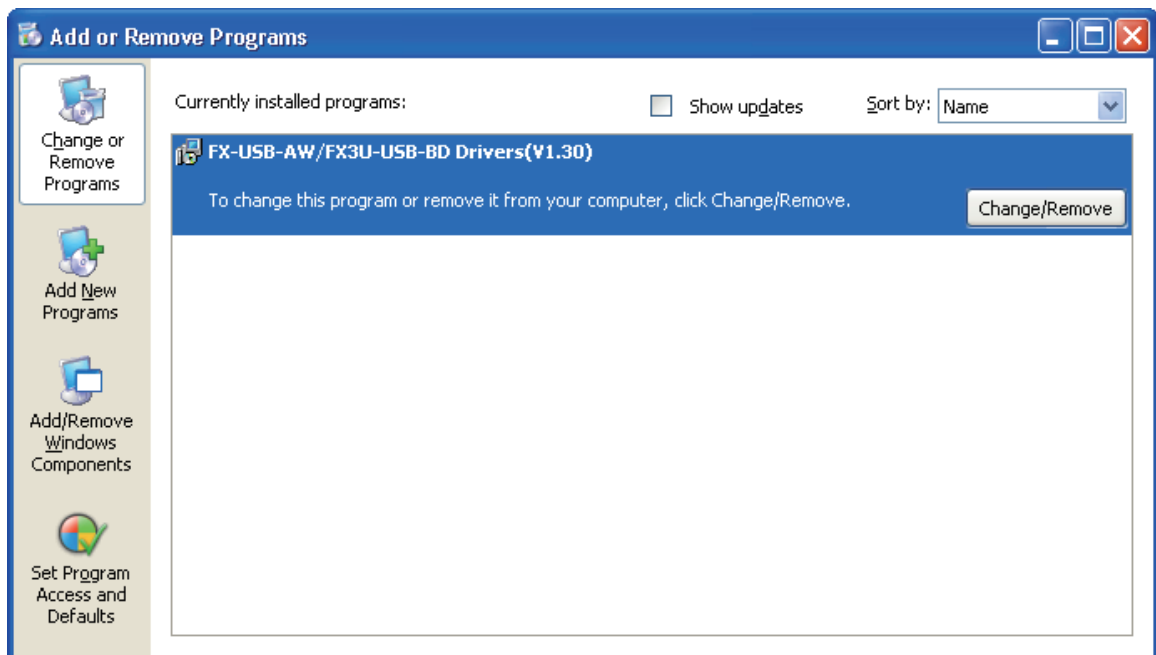 Add or Remove Programs
Change or
Remove
Programs
Currently installed programs:
Show updates
Sort by:
Name
FX-USB-AW/FX3U-USB-BD Drivers(V1.30)
To change this program or remove it from your computer, click Change/Remove.
Change/Remove
Add New
Programs
Add/Remove
Windows
Components
Set Program
Access and
Defaults